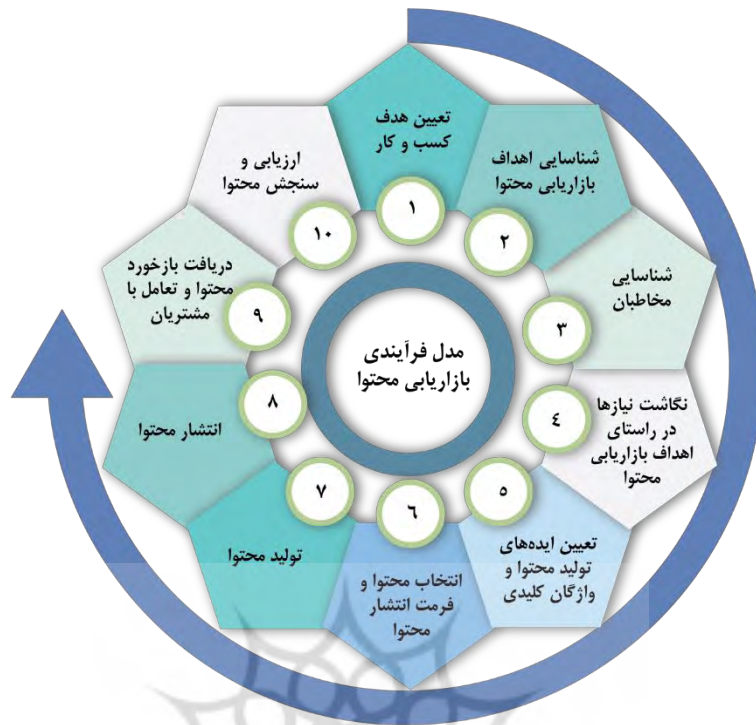 تعیین هدف
کسب و کار
۱
شناسایی اهداف
بازاریابی محتوا
۲
شناسایی
مخاطبان
۳
نگاشت نیازها
در راستای
اهداف بازاریابی
محتوا
٤
تعیین ایده‌های
تولید محتوا و
واژگان کلیدی
۵
انتخاب محتوا و
فرمت انتشار
محتوا
٦
تولید محتوا
۷
انتشار محتوا
۸
دریافت بازخورد
محتوا و تعامل با
مشتریان
۹
ارزیابی و
سنجش محتوا
۱۰
مدل فرآیندی
بازاریابی محتوا